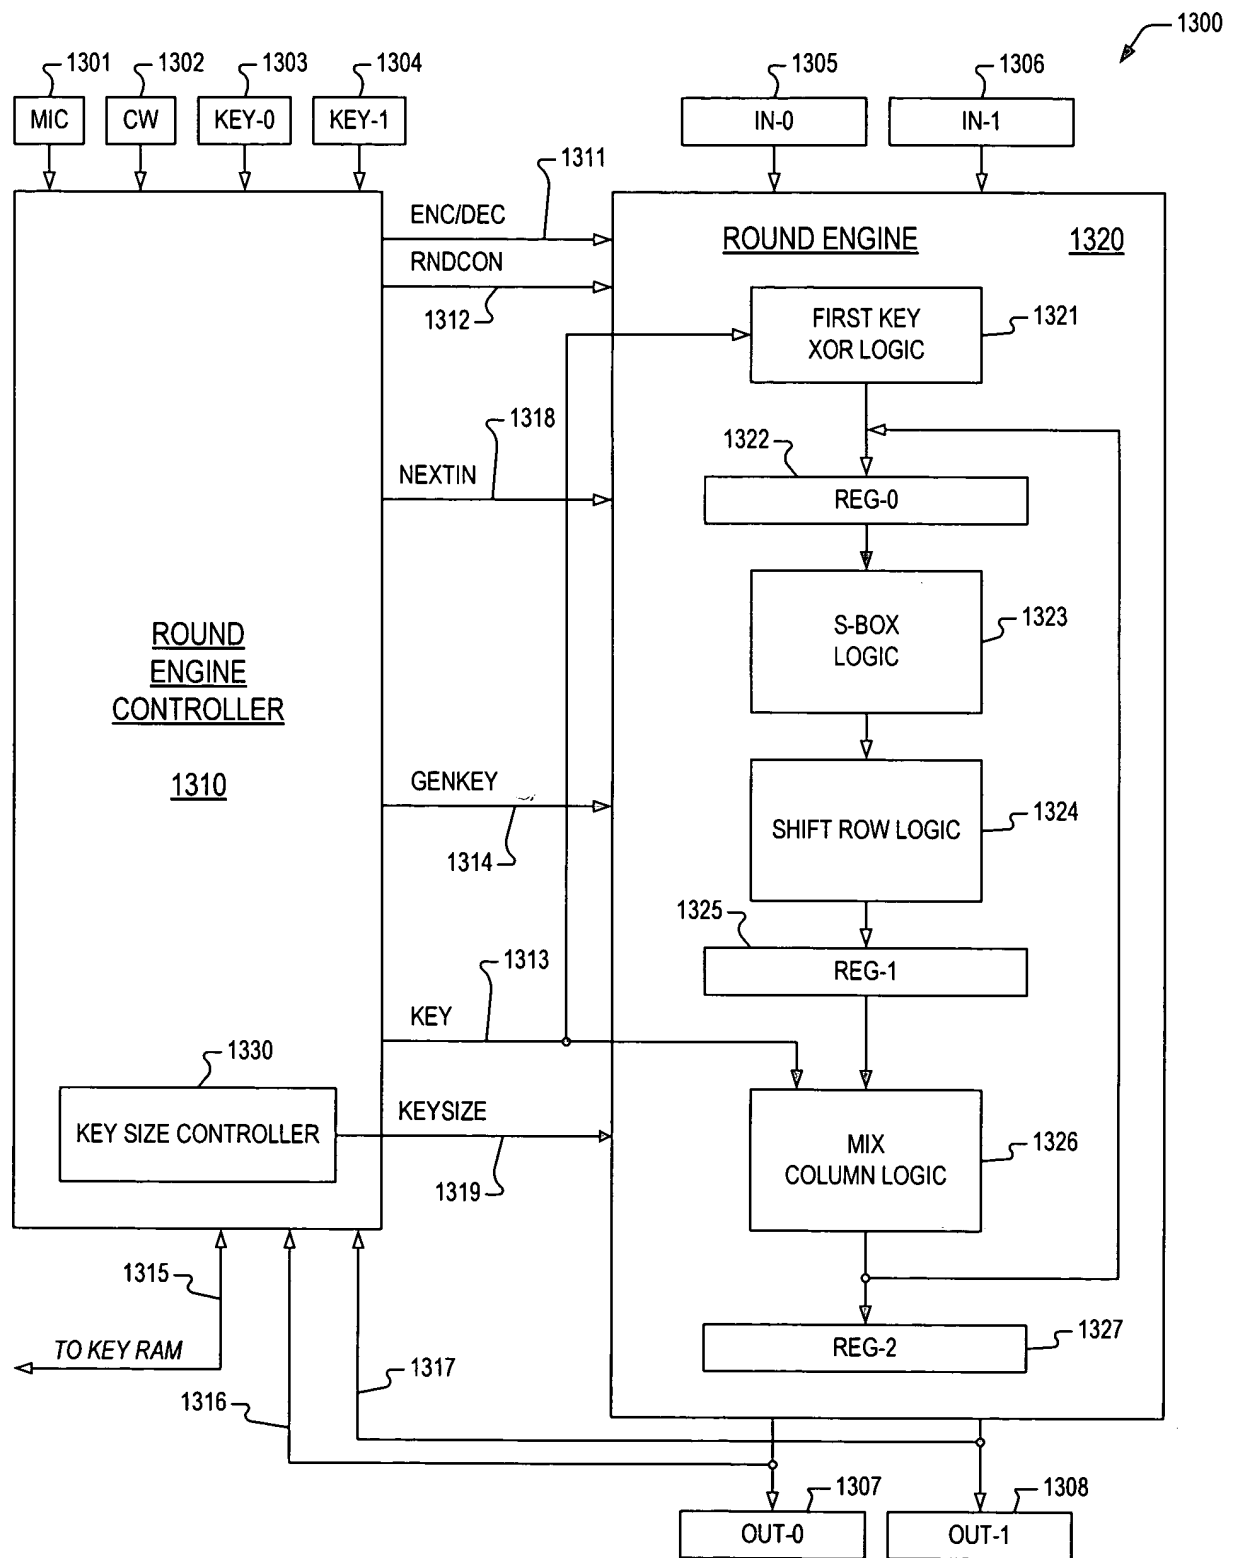 1300
1301
1302
1303
1304
1305
1306
MIC
CW
KEY-0
KEY-1
IN-0
IN-1
1311
ENC/DEC
ROUND ENGINE
1320
RNDCON
1312
FIRST KEY
XOR LOGIC
1321
1318
1322
NEXTIN
REG-0
S-BOX
LOGIC
1323
ROUND
ENGINE
CONTROLLER
1310
GENKEY
1314
SHIFT ROW LOGIC
1324
1325
1313
REG-1
KEY
1330
KEY SIZE CONTROLLER
KEYSIZE
1319
MIX
COLUMN LOGIC
1326
1315
TO KEY RAM
REG-2
1327
1317
1316
1307
1308
OUT-0
OUT-1